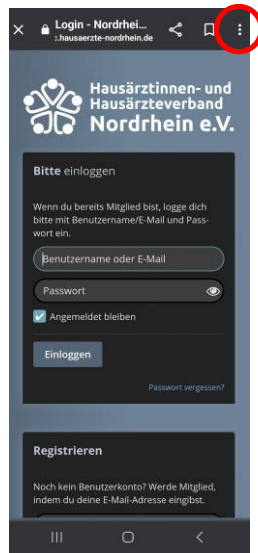 Login - Nordrhei...
:.hausaerzte-nordrhein.de
Hausärztinnen- und
Hausärzteverband
Nordrhein e.V.
Bitte einloggen
Wenn du bereits Mitglied bist, logge dich
bitte mit Benutzername/E-Mail und Pass-
wort ein.
Benutzername oder E-Mail
Passwort
Angemeldet bleiben
Einloggen
Passwort vergessen?
Registrieren
Noch kein Benutzerkonto? Werde Mitglied,
indem du deine E-Mail-Adresse eingibst.